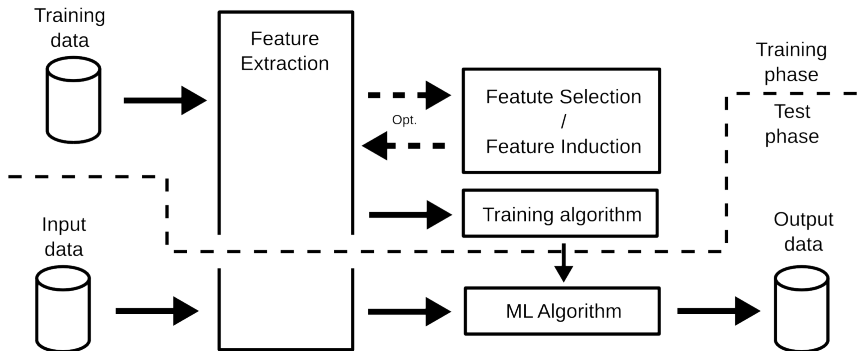 Training
data
Feature
Extraction
Opt.
Featute Selection
/
Feature Induction
Training phase
Test
phase
Training algorithm
Input
data
ML Algorithm
Output
data